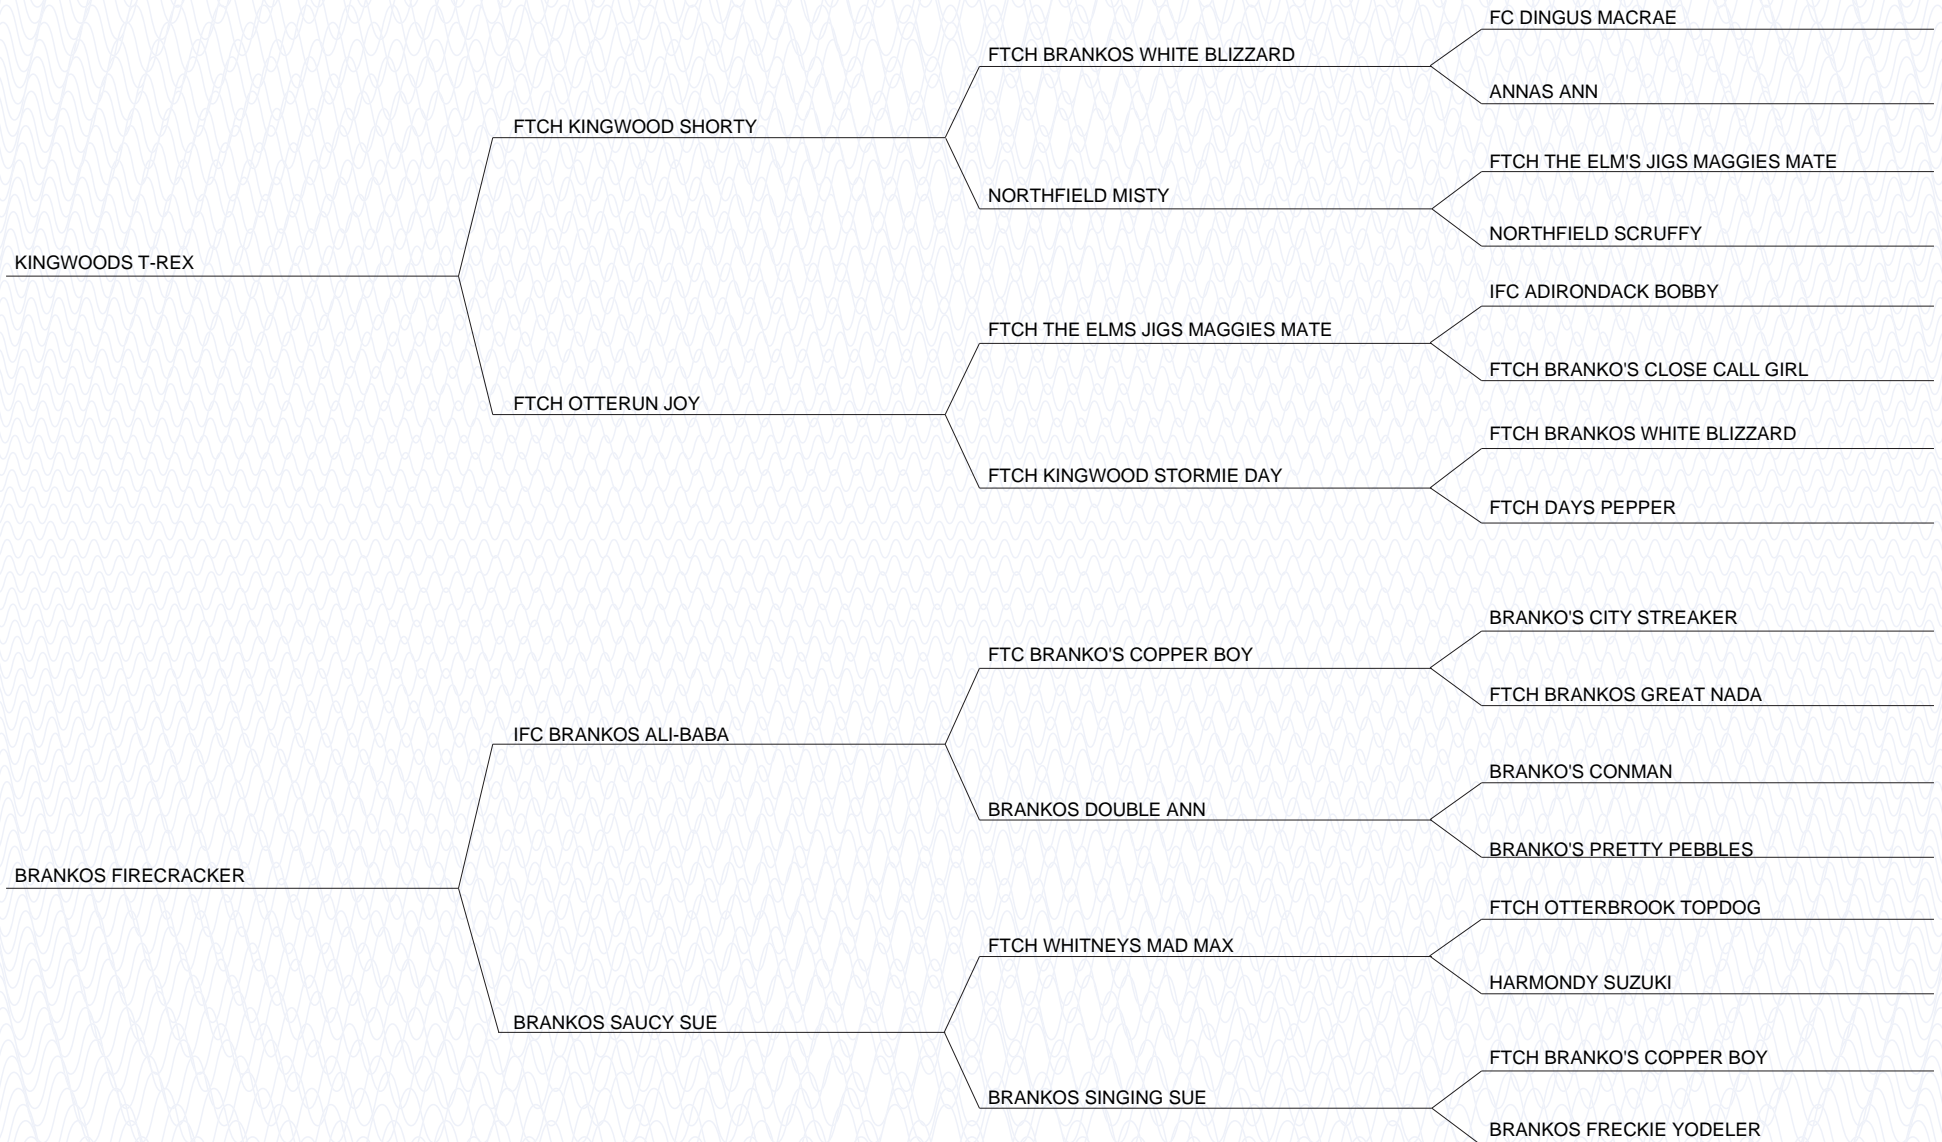 FC DINGUS MACRAE
FTCH BRANKOS WHITE BLIZZARD
ANNAS ANN
FTCH KINGWOOD SHORTY
FTCH THE ELM'S JIGS MAGGIES MATE
NORTHFIELD MISTY
NORTHFIELD SCRUFFY
KINGWOODS T-REX
IFC ADIRONDACK BOBBY
FTCH THE ELMS JIGS MAGGIES MATE
FTCH BRANKO'S CLOSE CALL GIRL
FTCH OTTERUN JOY
FTCH BRANKOS WHITE BLIZZARD
FTCH KINGWOOD STORMIE DAY
FTCH DAYS PEPPER
BRANKO'S CITY STREAKER
FTC BRANKO'S COPPER BOY
FTCH BRANKOS GREAT NADA
IFC BRANKOS ALI-BABA
BRANKO'S CONMAN
BRANKOS DOUBLE ANN
BRANKO'S PRETTY PEBBLES
BRANKOS FIRECRACKER
FTCH OTTERBROOK TOPDOG
FTCH WHITNEYS MAD MAX
HARMONDY SUZUKI
BRANKOS SAUCY SUE
FTCH BRANKO'S COPPER BOY
BRANKOS SINGING SUE
BRANKOS FRECKIE YODELER